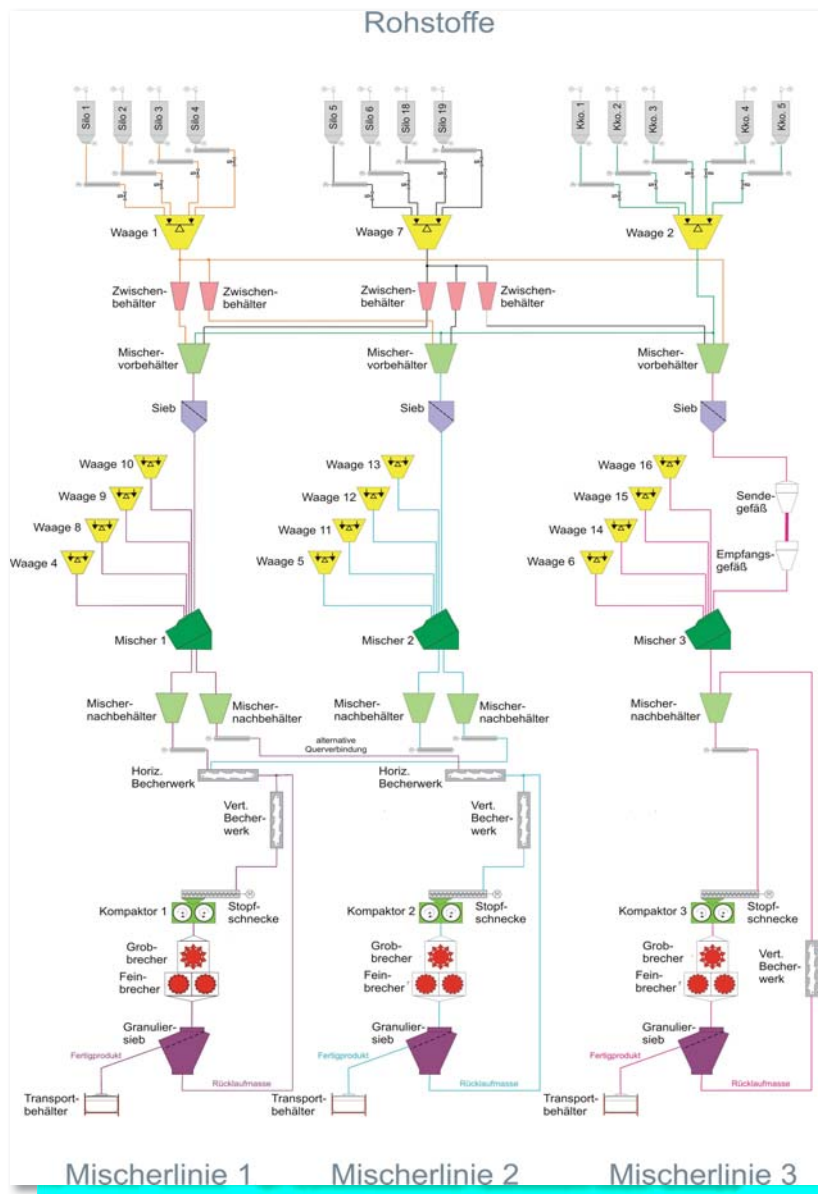 Rohstoffe
Silo 1
Silo 2
Silo 3
Silo 4
Silo 5
Silo 6
Silo 18
Silo 19
Kko. 1
Kko. 2
Kko. 3
Kko. 4
Kko. 5
Waage 1
Waage 7
Waage 2
Zwischen-
behälter
Zwischen-
behälter
Zwischen-
behälter
Zwischen-
behälter
Mischer-
vorbehälter
Mischer-
vorbehälter
Mischer-
vorbehälter
Sieb
Sieb
Sieb
Waage 10
Waage 9
Waage 8
Waage 4
Waage 13
Waage 12
Waage 11
Waage 5
Waage 16
Waage 15
Waage 14
Waage 6
Sende-
gefäß
Empfangs-
gefäß
Mischer 1
Mischer 2
Mischer 3
Mischer-
nachbehälter
Mischer-
nachbehälter
Mischer-
nachbehälter
Mischer-
nachbehälter
Mischer-
nachbehälter
alternative
Querverbindung
Horiz.
Becherwerk
Horiz.
Becherwerk
Vert.
Becher-
werk
Vert.
Becher-
werk
Kompaktor 1
Stopf-
schnecke
Kompaktor 2
Stopf-
schnecke
Kompaktor 3
Stopf-
schnecke
Grob-
brecher
Fein-
brecher
Grob-
brecher
Fein-
brecher
Grob-
brecher
Fein-
brecher
Vert.
Becher-
werk
Granulier-
sieb
Granulier-
sieb
Granulier-
sieb
Fertigprodukt
Rücklaufmasse
Fertigprodukt
Rücklaufmasse
Fertigprodukt
Rücklaufmasse
Transport-
behälter
Transport-
behälter
Transport-
behälter
Mischerlinie 1
Mischerlinie 2
Mischerlinie 3